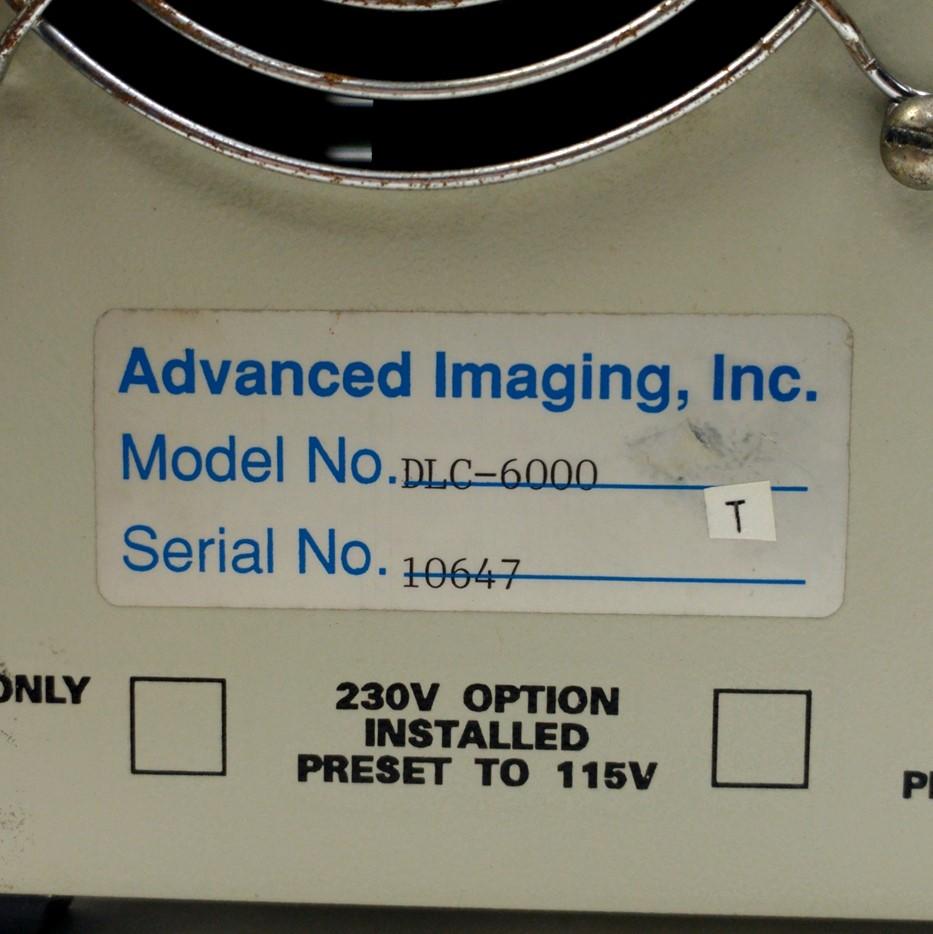 Advanced Imaging, Inc.
Model No. DLC-6000
T
Serial No. 10647
ONLY
230V OPTION
INSTALLED
PRESET TO 115V